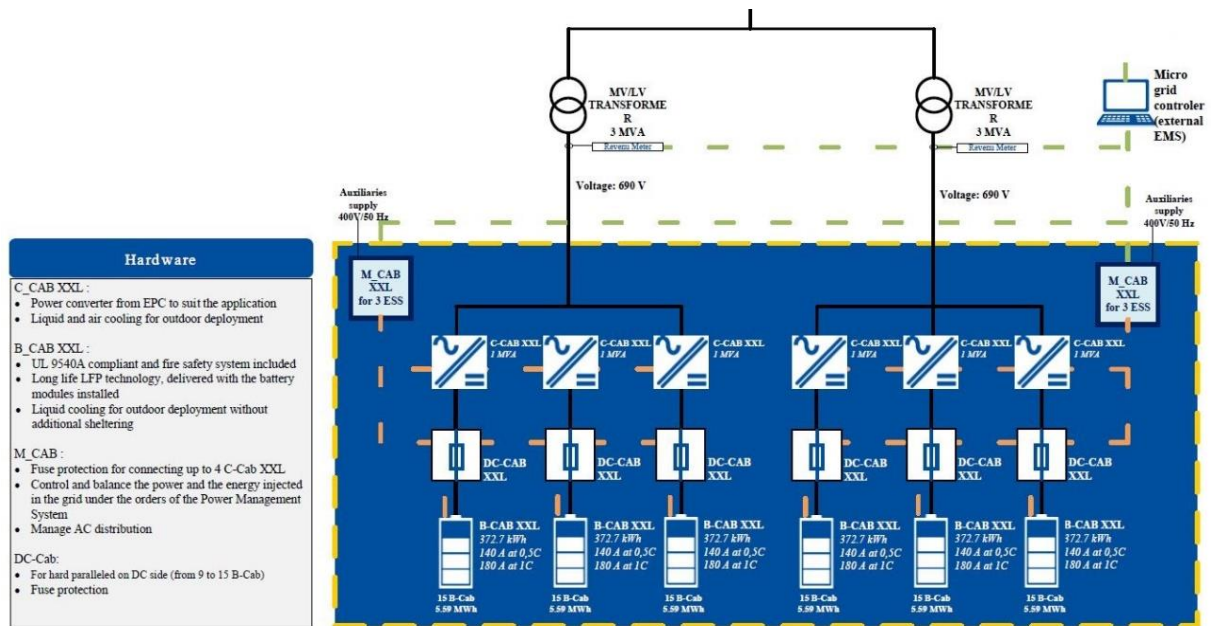 MV/LV
TRANSFORME
R
3 MVA
Revenu Meter
Voltage: 690 V
MV/LV
TRANSFORME
R
3 MVA
Revenu Meter
Voltage: 690 V
Micro
grid
controler
(external
EMS)
Auxiliaries
supply
400V/50 Hz
Auxiliaries
supply
400V/50 Hz
M_CAB
XXL
for 3 ESS
M_CAB
XXL
for 3 ESS
Hardware
C_CAB XXL :
• Power converter from EPC to suit the application
• Liquid and air cooling for outdoor deployment
B_CAB XXL :
• UL 9540A compliant and fire safety system included
• Long life LFP technology, delivered with the battery
modules installed
• Liquid cooling for outdoor deployment without
additional sheltering
M_CAB :
• Fuse protection for connecting up to 4 C-Cab XXL
• Control and balance the power and the energy injected
in the grid under the orders of the Power Management
System
• Manage AC distribution
DC-Cab:
• For hard paralleled on DC side (from 9 to 15 B-Cab)
• Fuse protection
C-CAB XXL
1 MVA
C-CAB XXL
1 MVA
C-CAB XXL
1 MVA
C-CAB XXL
1 MVA
C-CAB XXL
1 MVA
C-CAB XXL
1 MVA
DC-CAB
XXL
DC-CAB
XXL
DC-CAB
XXL
DC-CAB
XXL
DC-CAB
XXL
DC-CAB
XXL
B-CAB XXL
372.7 kWh
140 A at 0,5C
180 A at 1C
15 B-Cab
5.59 MWh
B-CAB XXL
372.7 kWh
140 A at 0,5C
180 A at 1C
15 B-Cab
5.59 MWh
B-CAB XXL
372.7 kWh
140 A at 0,5C
180 A at 1C
15 B-Cab
5.59 MWh
B-CAB XXL
372.7 kWh
140 A at 0,5C
180 A at 1C
15 B-Cab
5.59 MWh
B-CAB XXL
372.7 kWh
140 A at 0,5C
180 A at 1C
15 B-Cab
5.59 MWh
B-CAB XXL
372.7 kWh
140 A at 0,5C
180 A at 1C
15 B-Cab
5.59 MWh